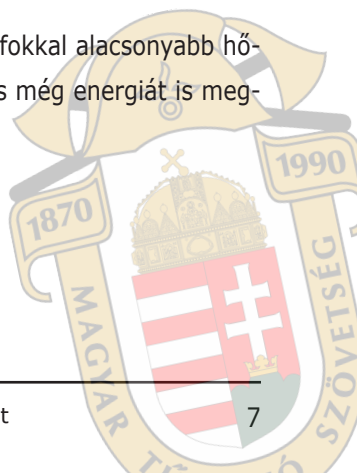 fokkal alacsonyabb hő-
s még energiát is meg-
1870
1990
MAGYAR
SZÖVETSÉG
t
7